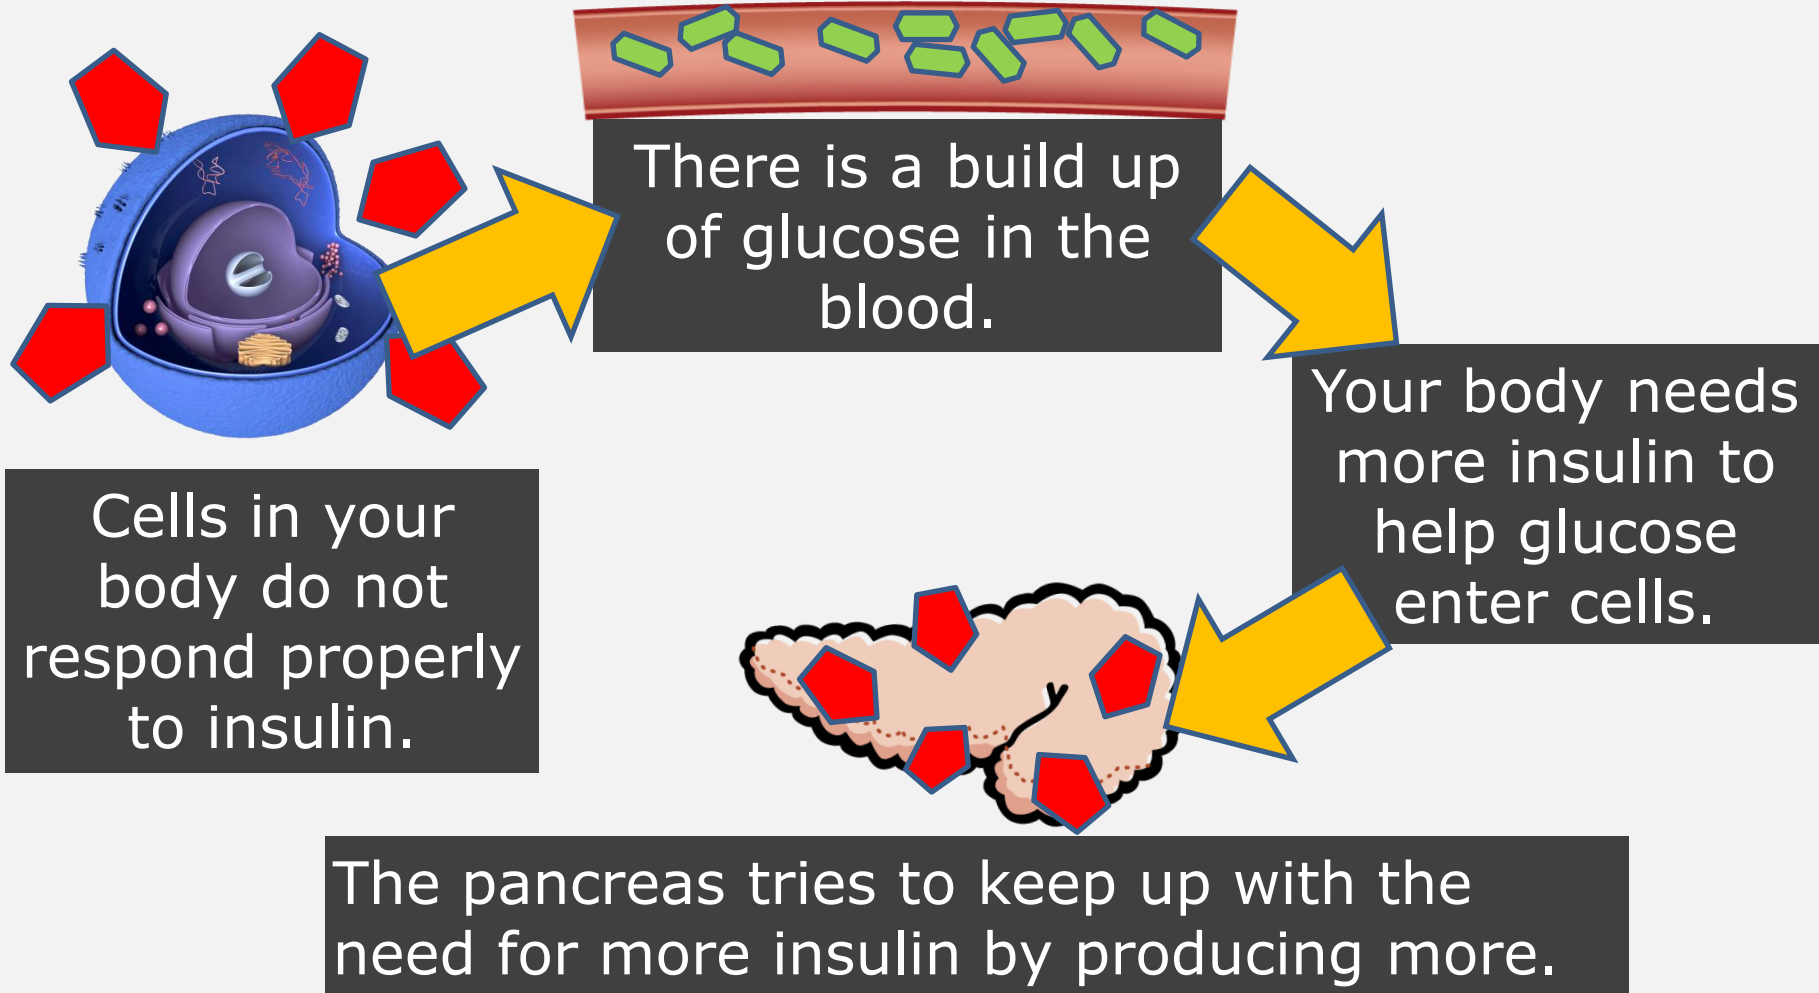 Cells in your
body do not
respond properly
to insulin.
There is a build up
of glucose in the
blood.
Your body needs
more insulin to
help glucose
enter cells.
The pancreas tries to keep up with the
need for more insulin by producing more.